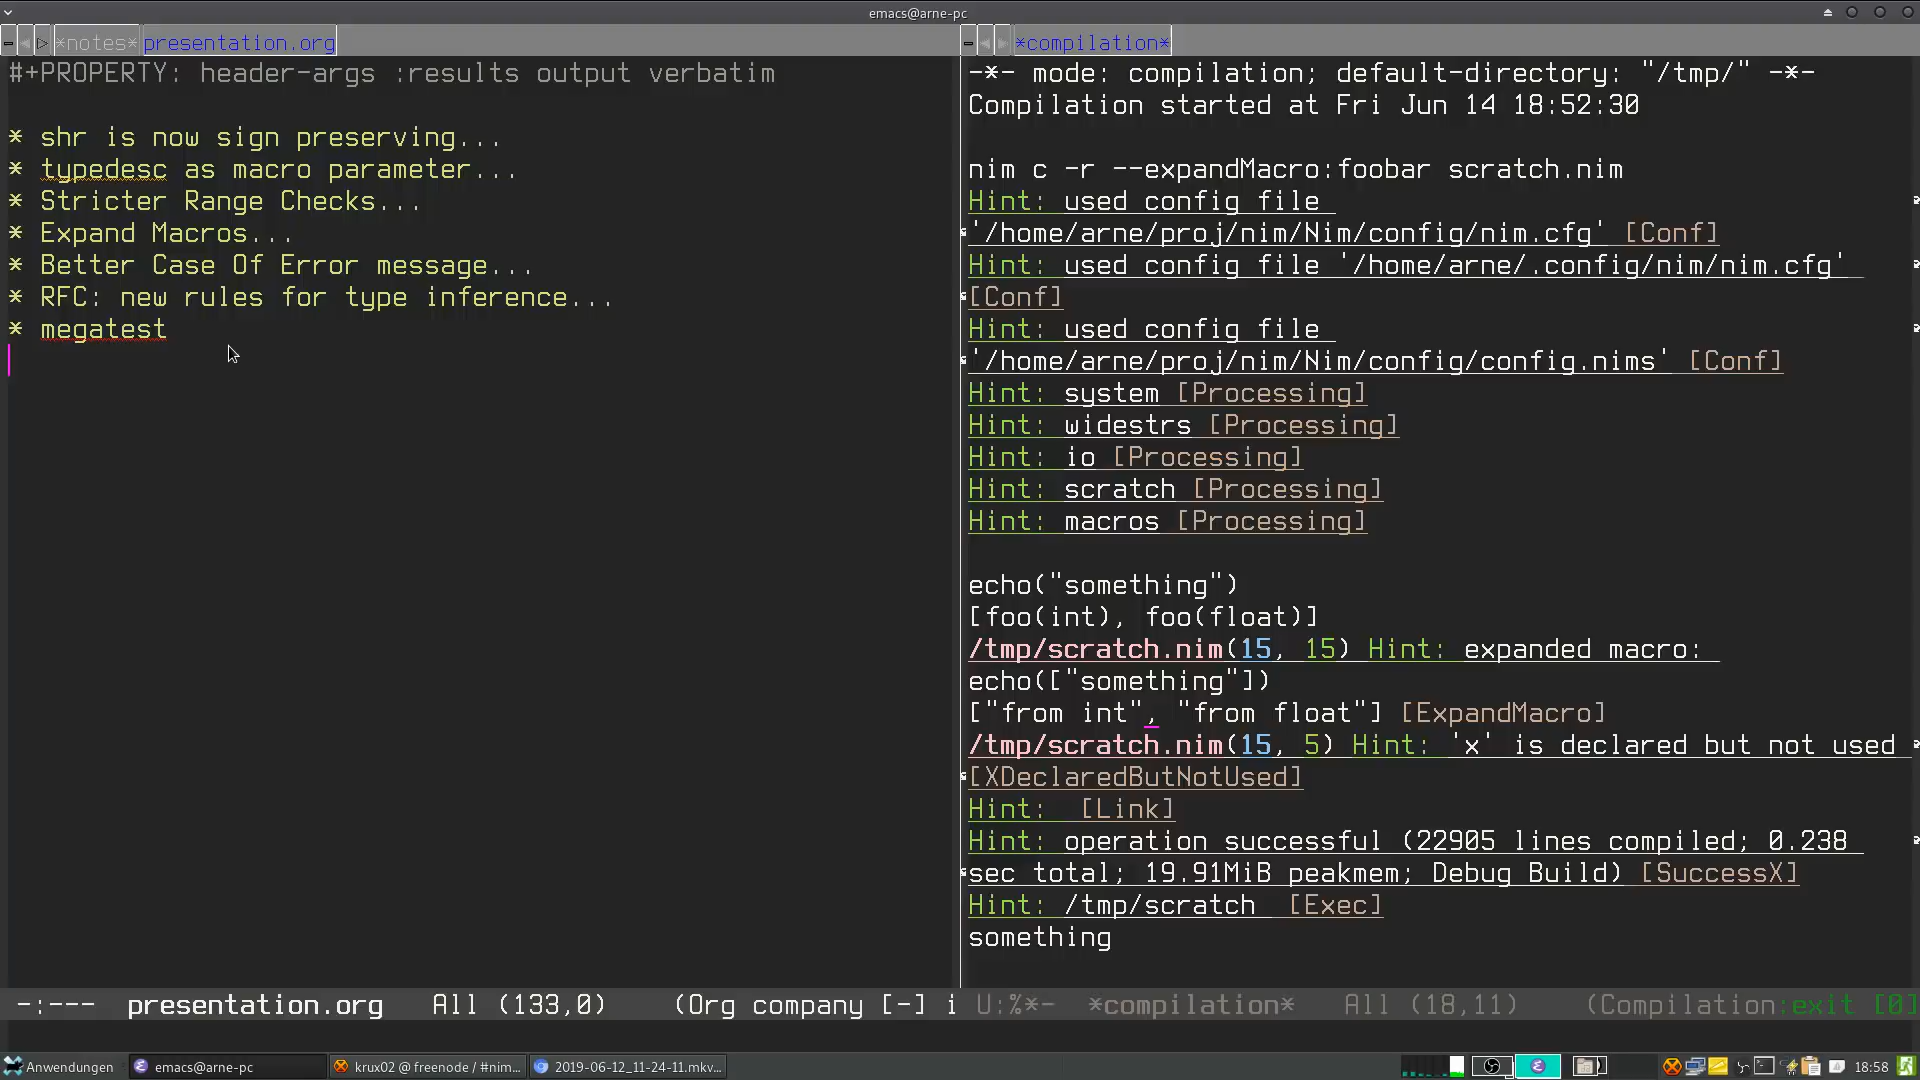 emacs@arne-pc
*notes* presentation.org
#+PROPERTY: header-args :results output verbatim
* shr is now sign preserving...
* typedesc as macro parameter...
* Stricter Range Checks...
* Expand Macros...
* Better Case Of Error message...
* RFC: new rules for type inference...
* megatest
-:--- presentation.org All (133,0) (Org company [-] i
*compilation*
-*- mode: compilation; default-directory: "/tmp/" -*-
Compilation started at Fri Jun 14 18:52:30
nim c -r --expandMacro:foobar scratch.nim
Hint: used config file
'/home/arne/proj/nim/Nim/config/nim.cfg' [Conf]
Hint: used config file '/home/arne/.config/nim/nim.cfg'
[Conf]
Hint: used config file
'/home/arne/proj/nim/Nim/config/config.nims' [Conf]
Hint: system [Processing]
Hint: widestrs [Processing]
Hint: io [Processing]
Hint: scratch [Processing]
Hint: macros [Processing]
echo("something")
[foo(int), foo(float)]
/tmp/scratch.nim(15, 15) Hint: expanded macro:
echo(["something"])
["from int", "from float"] [ExpandMacro]
/tmp/scratch.nim(15, 5) Hint: 'x' is declared but not used
[XDeclaredButNotUsed]
Hint:  [Link]
Hint: operation successful (22905 lines compiled; 0.238
sec total; 19.91MiB peakmem; Debug Build) [SuccessX]
Hint: /tmp/scratch  [Exec]
something
U:%*- *compilation* All (18,11) (Compilation:exit [0]
Anwendungen emacs@arne-pc krux02 @ freenode / #nim... 2019-06-12_11-24-11.mkv... 18:58